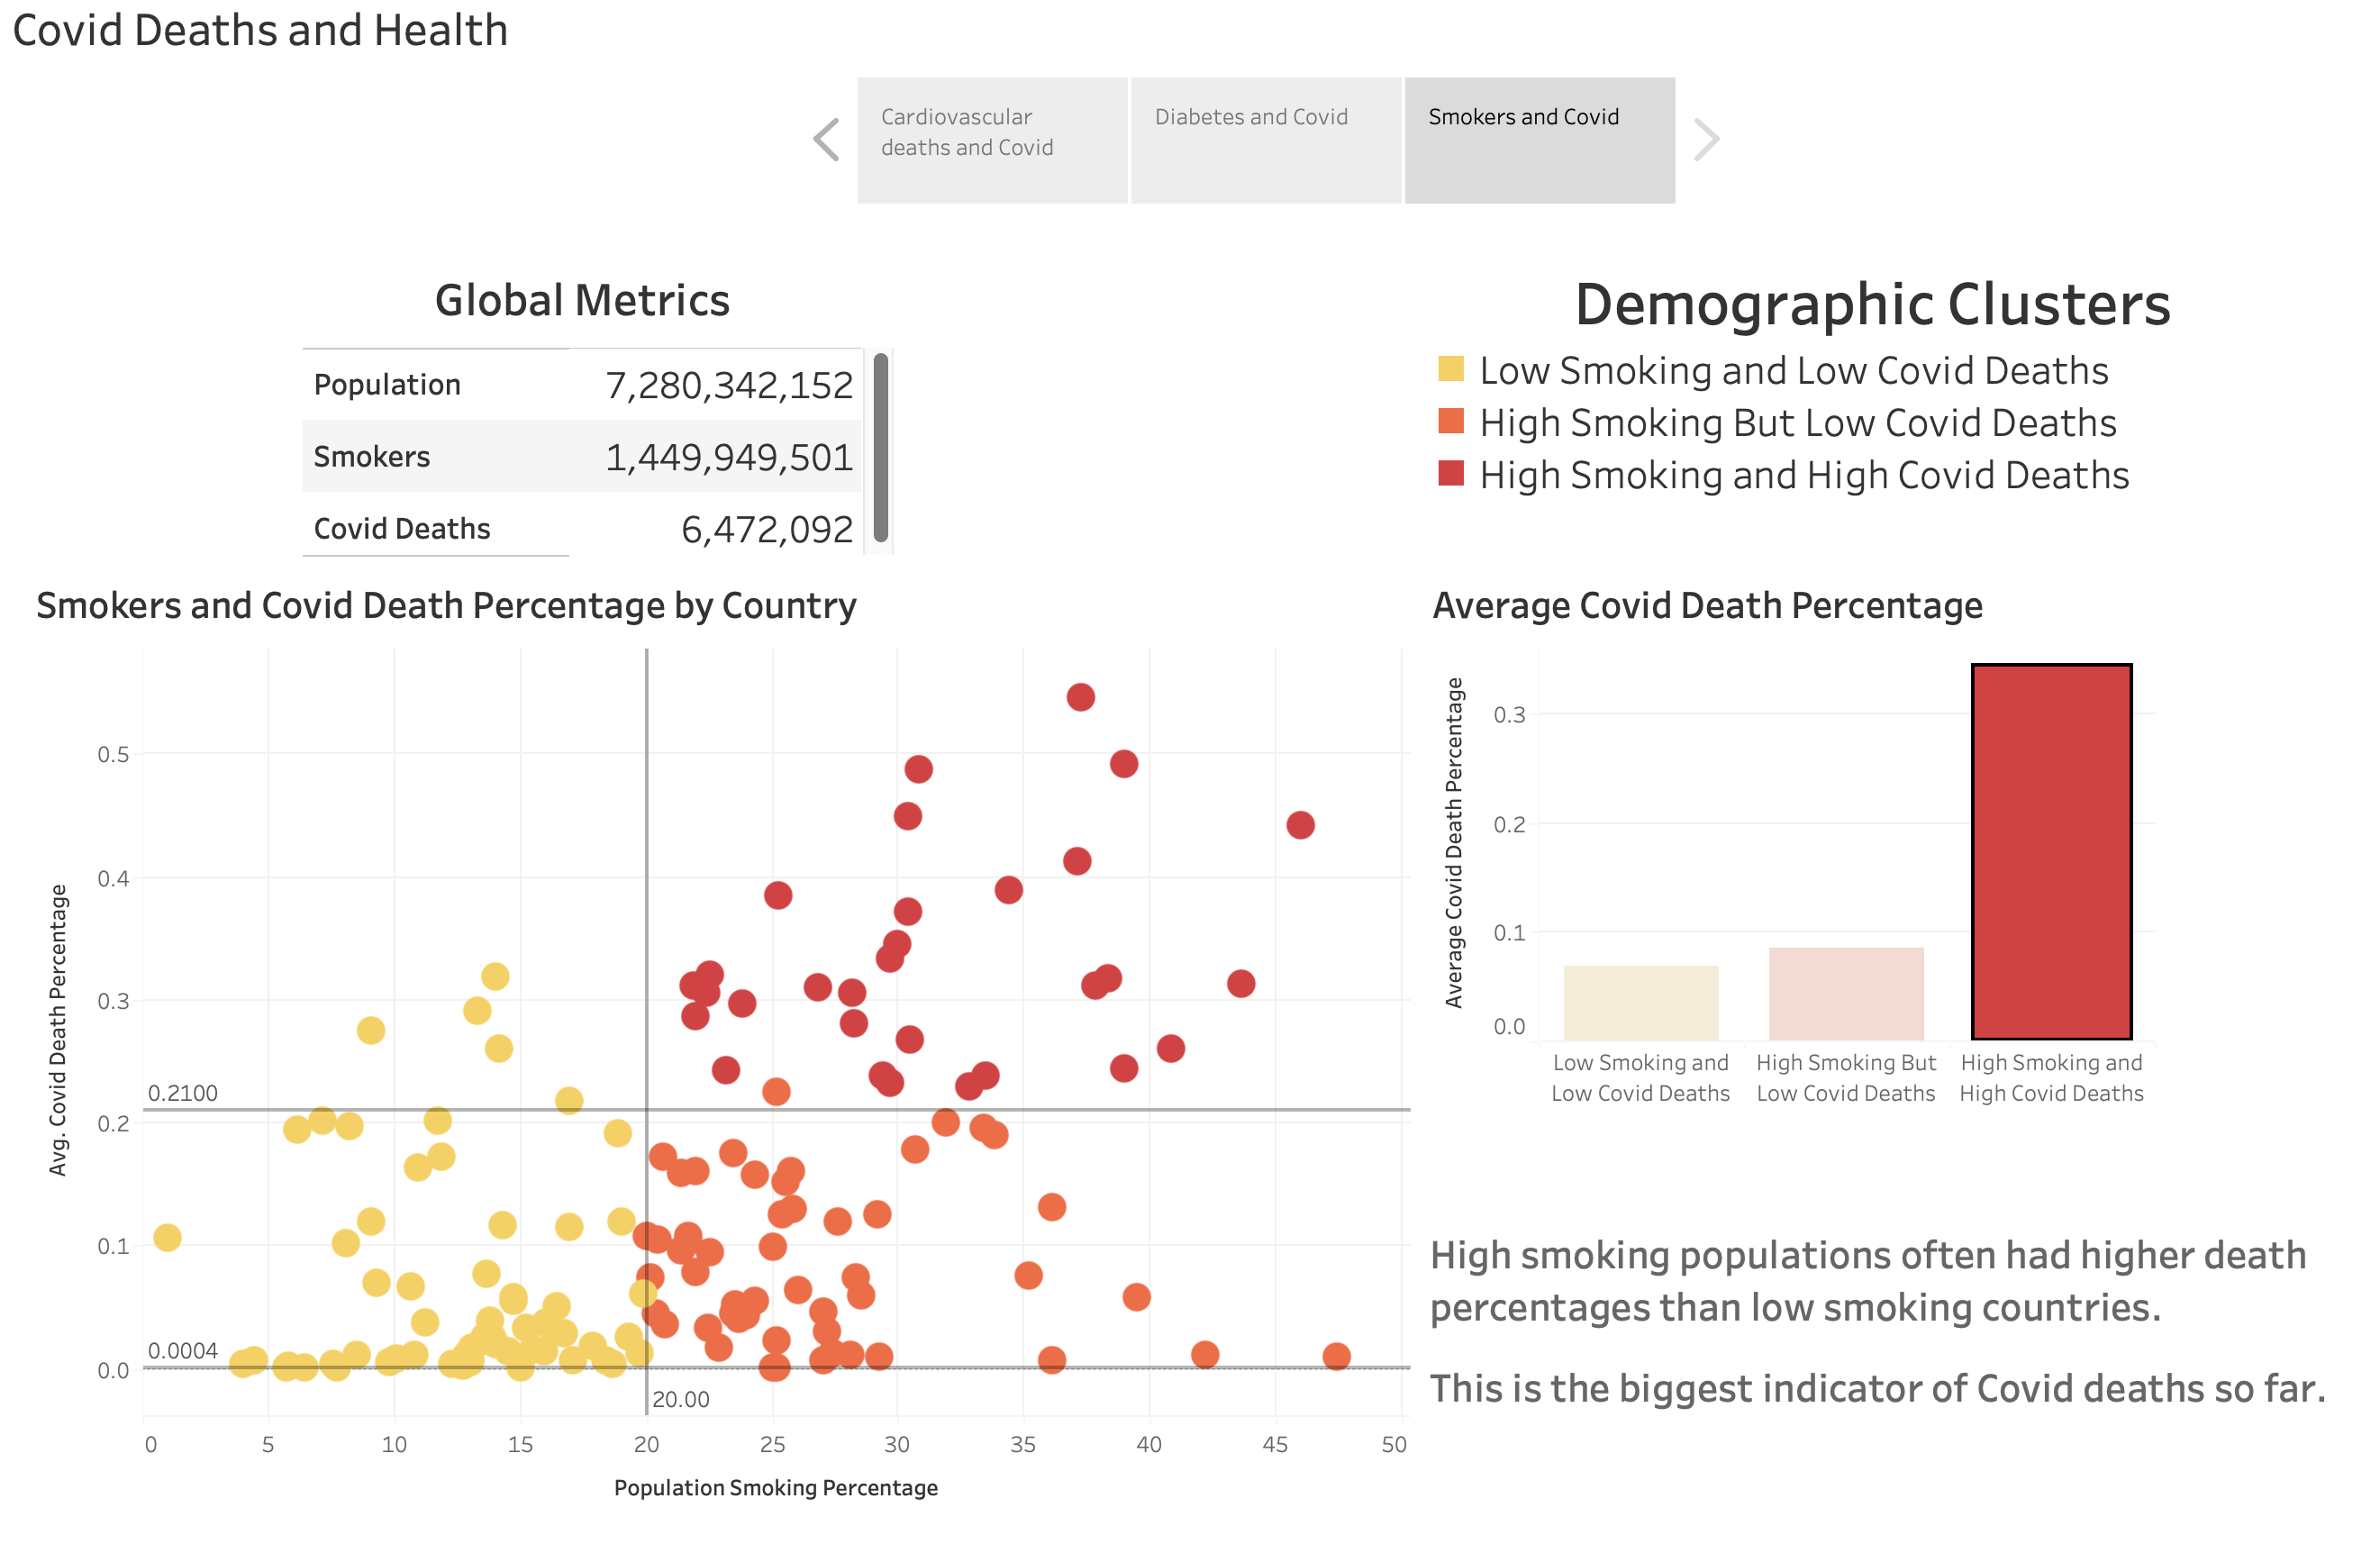 Covid Deaths and Health
Cardiovascular
deaths and Covid
Diabetes and Covid
Smokers and Covid
Global Metrics
Population 7,280,342,152
Smokers 1,449,949,501
Covid Deaths 6,472,092
Demographic Clusters
Low Smoking and Low Covid Deaths
High Smoking But Low Covid Deaths
High Smoking and High Covid Deaths
Smokers and Covid Death Percentage by Country
Avg. Covid Death Percentage
0.5
0.4
0.3
0.2100
0.2
0.1
0.0004
0.0
20.00
0 5 10 15 20 25 30 35 40 45 50
Population Smoking Percentage
Average Covid Death Percentage
Average Covid Death Percentage
0.3
0.2
0.1
0.0
Low Smoking and
Low Covid Deaths
High Smoking But
Low Covid Deaths
High Smoking and
High Covid Deaths
High smoking populations often had higher death
percentages than low smoking countries.
This is the biggest indicator of Covid deaths so far.